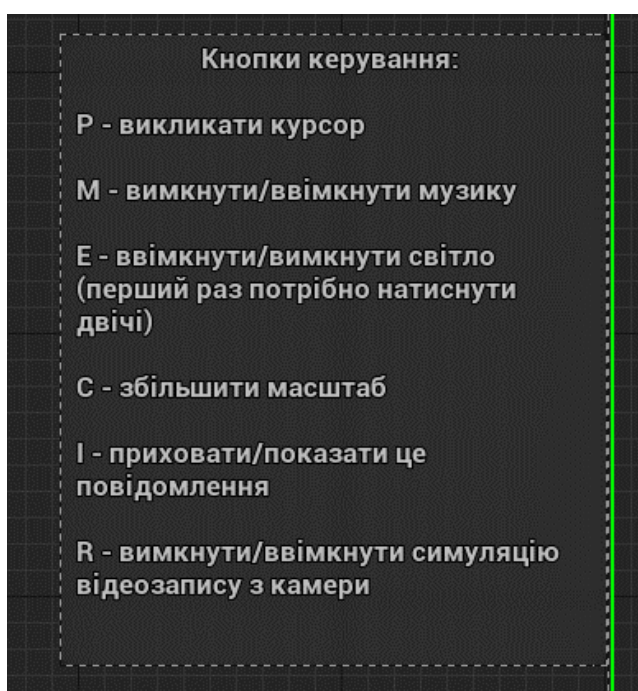 Кнопки керування:
P - викликати курсор
M - вимкнути/ввімкнути музику
E - ввімкнути/вимкнути світло
(перший раз потрібно натиснути
двічі)
C - збільшити масштаб
I - приховати/показати це
повідомлення
R - вимкнути/ввімкнути симуляцію
відеозапису з камери